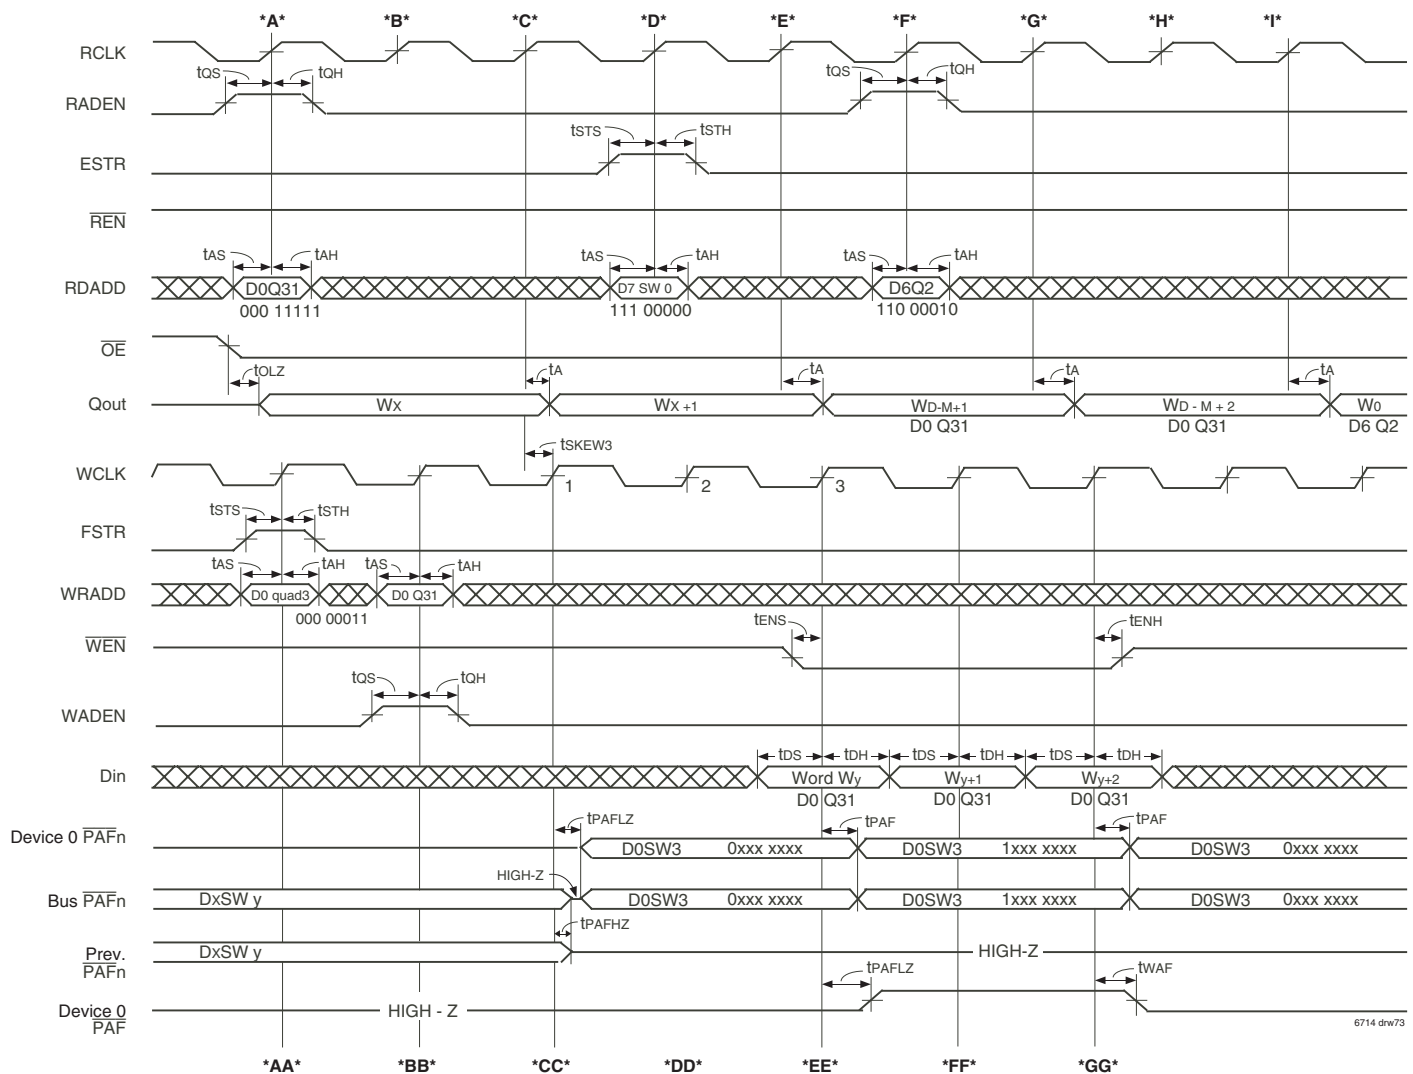 *A* *B* *C* *D* *E* *F* *G* *H* *I*
RCLK
tQS tQH tQS tQH
RADEN
tSTS tSTH
ESTR
REN
tAS tAH tAS tAH tAS tAH
RDADD D0Q31 D7 SW 0 D6Q2
000 11111 111 00000 110 00010
OE
tOLZ tA tA tA tA
Qout WX WX +1 WD-M+1 WD - M + 2 W0
D0 Q31 D0 Q31 D6 Q2
tSKEW3
WCLK 1 2 3
tSTS tSTH
FSTR
tAS tAH tAS tAH
WRADD D0 quad3 D0 Q31
000 00011
tENS tENH
WEN
tQS tQH
WADEN
tDS tDH tDS tDH tDS tDH
Din Word Wy Wy+1 Wy+2
D0 Q31 D0 Q31 D0 Q31
tPAFLZ tPAF tPAF
Device 0 PAFn D0SW3 0xxx xxxx D0SW3 1xxx xxxx D0SW3 0xxx xxxx
HIGH-Z
Bus PAFn DXSW y D0SW3 0xxx xxxx D0SW3 1xxx xxxx D0SW3 0xxx xxxx
tPAFHZ
Prev. DXSW y HIGH-Z
PAFn
tPAFLZ tWAF
Device 0 HIGH - Z
PAF
6714 drw73
*AA* *BB* *CC* *DD* *EE* *FF* *GG*